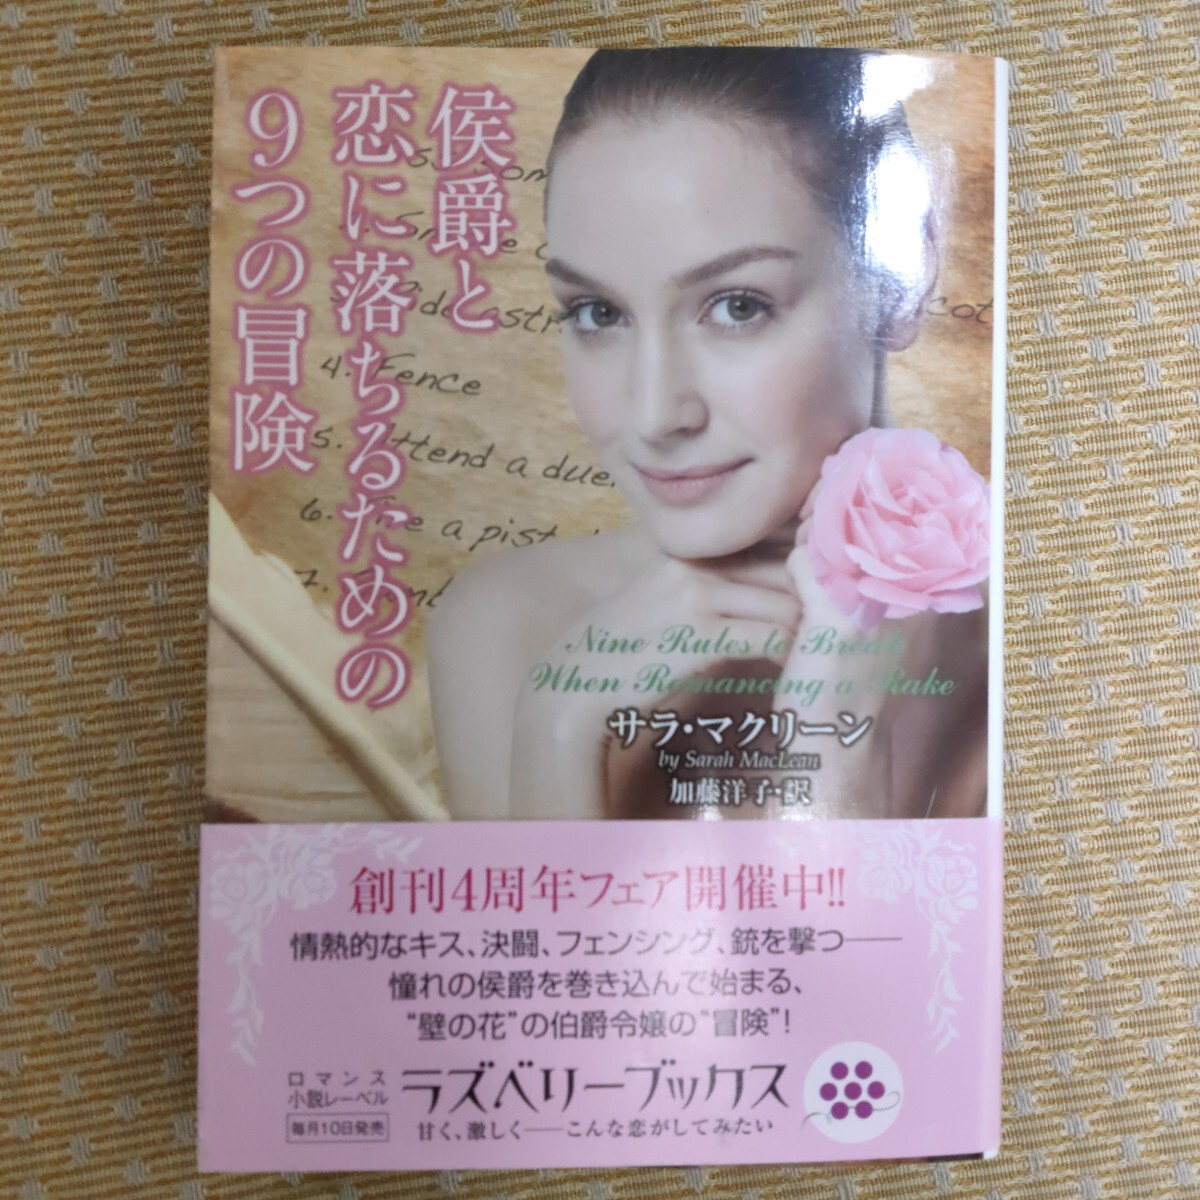 侯爵と
恋に落ちるための
9つの冒険
4. Fence
5. Attend a due
6. Fire a pist
7.
cot
Nine Rules to Break
When Romancing a Rake
サラ・マクリーン
by Sarah MacLean
加藤洋子・訳
創刊4周年フェア開催中!!
情熱的なキス、決闘、フェンシング、銃を撃つ――
憧れの侯爵を巻き込んで始まる、
“壁の花”の伯爵令嬢の“冒険”!
ロマンス
小説レーベル
毎月10日発売
ラズベリーブックス
甘く、激しく――こんな恋がしてみたい